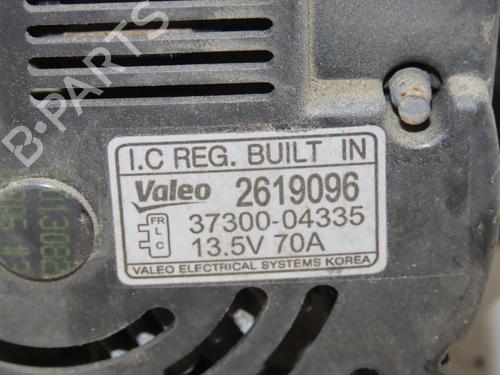 B-PARTS
I.C REG. BUILT IN
Valeo 2619096
FR
L
C
37300-04335
13.5V 70A
VALEO ELECTRICAL SYSTEMS KOREA